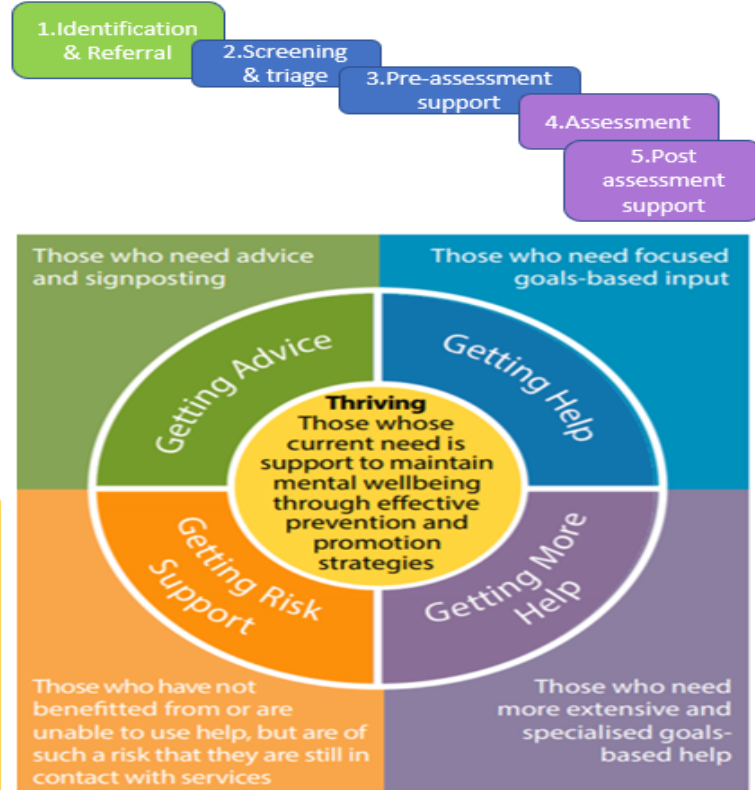 1.Identification
& Referral
2.Screening
& triage
3.Pre-assessment
support
4.Assessment
5.Post
assessment
support
Those who need advice
and signposting
Those who need focused
goals-based input
Getting Advice
Getting Help
Thriving
Those whose
current need is
support to maintain
mental wellbeing
through effective
prevention and
promotion
strategies
Getting Risk
Support
Getting More
Help
Those who have not
benefitted from or are
unable to use help, but are of
such a risk that they are still in
contact with services
Those who need
more extensive and
specialised goals-
based help